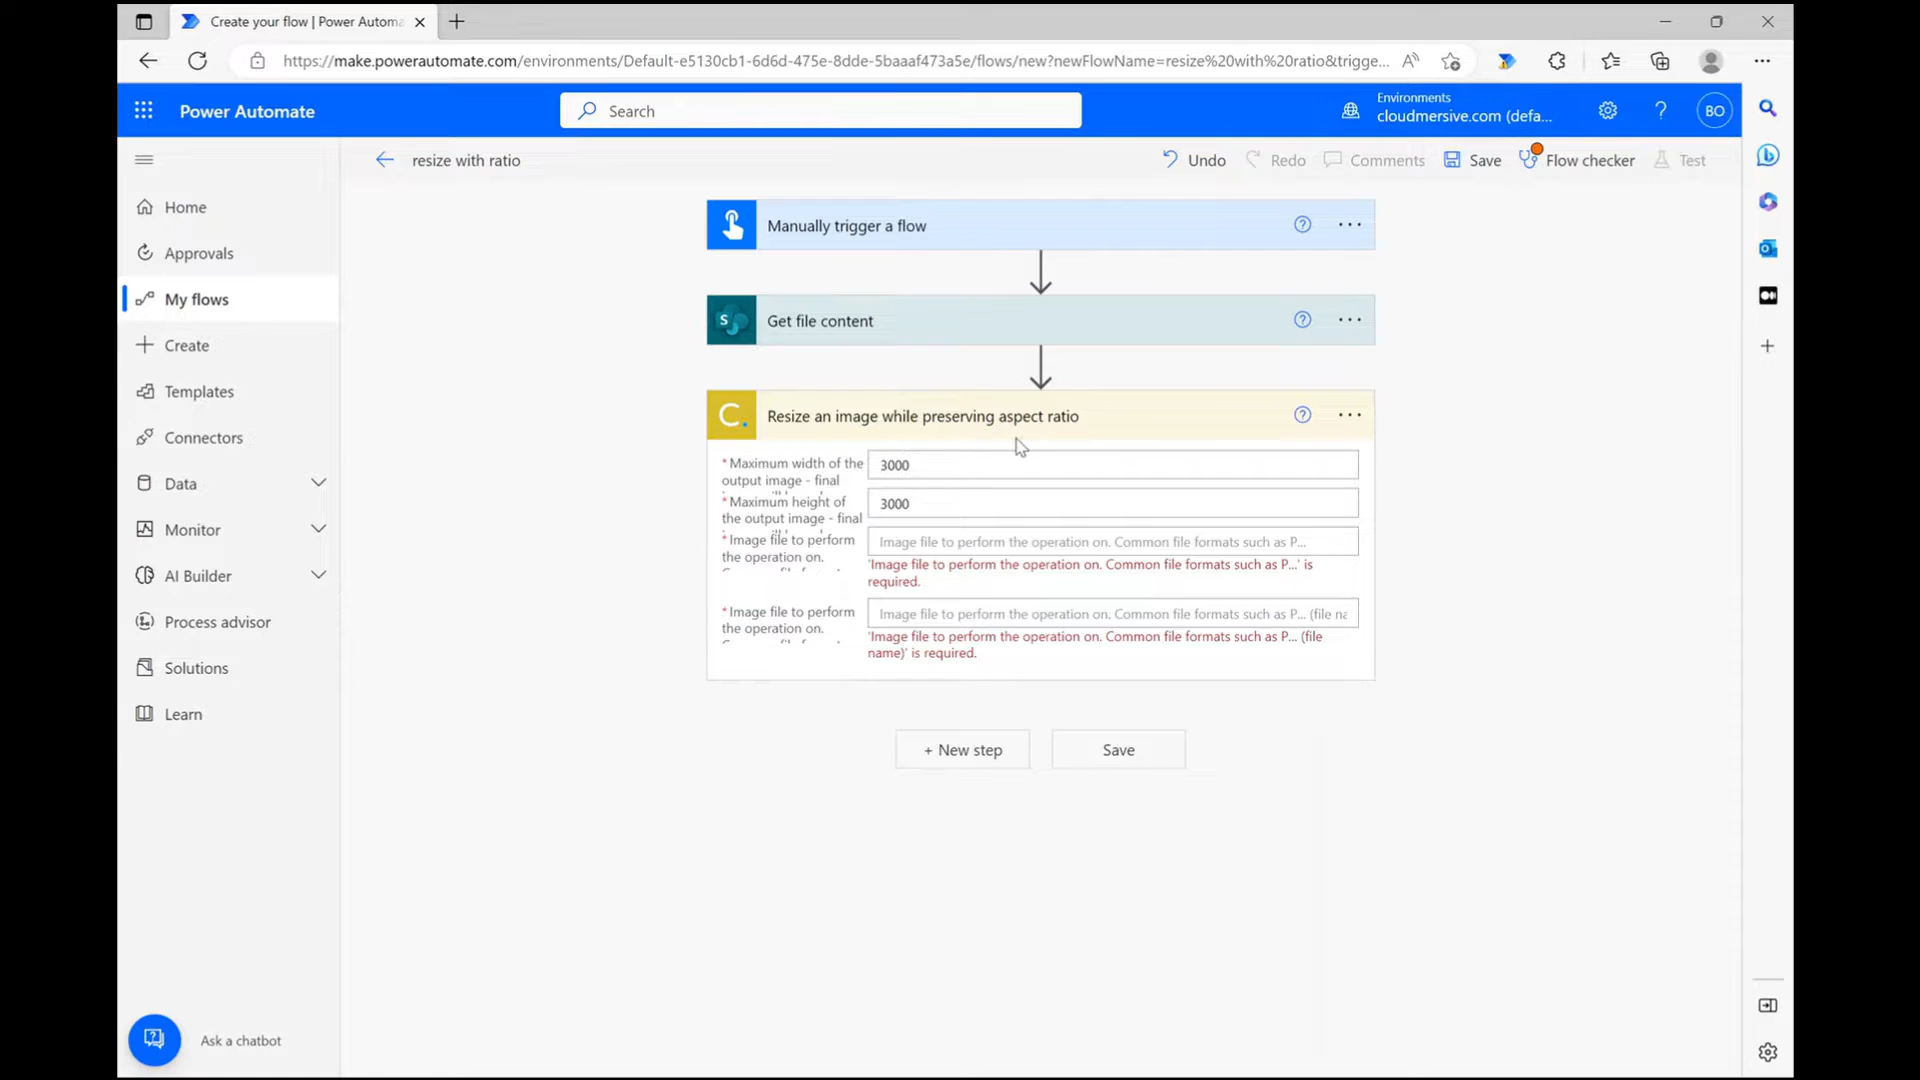 Create your flow | Power Automa
https://make.powerautomate.com/environments/Default-e5130cb1-6d6d-475e-8dde-5baaaf473a5e/flows/new?newFlowName=resize%20with%20ratio&trigge...
Power Automate
Search
Environments
cloudmersive.com (defa...
BO
resize with ratio
Undo
Redo
Comments
Save
Flow checker
Test
Home
Approvals
My flows
Create
Templates
Connectors
Data
Monitor
AI Builder
Process advisor
Solutions
Learn
Ask a chatbot
Manually trigger a flow
Get file content
Resize an image while preserving aspect ratio
* Maximum width of the
output image - final
3000
* Maximum height of
the output image - final
3000
* Image file to perform
the operation on.
Image file to perform the operation on. Common file formats such as P...
'Image file to perform the operation on. Common file formats such as P...' is
required.
* Image file to perform
the operation on.
Image file to perform the operation on. Common file formats such as P... (file na
'Image file to perform the operation on. Common file formats such as P... (file
name)' is required.
+ New step
Save